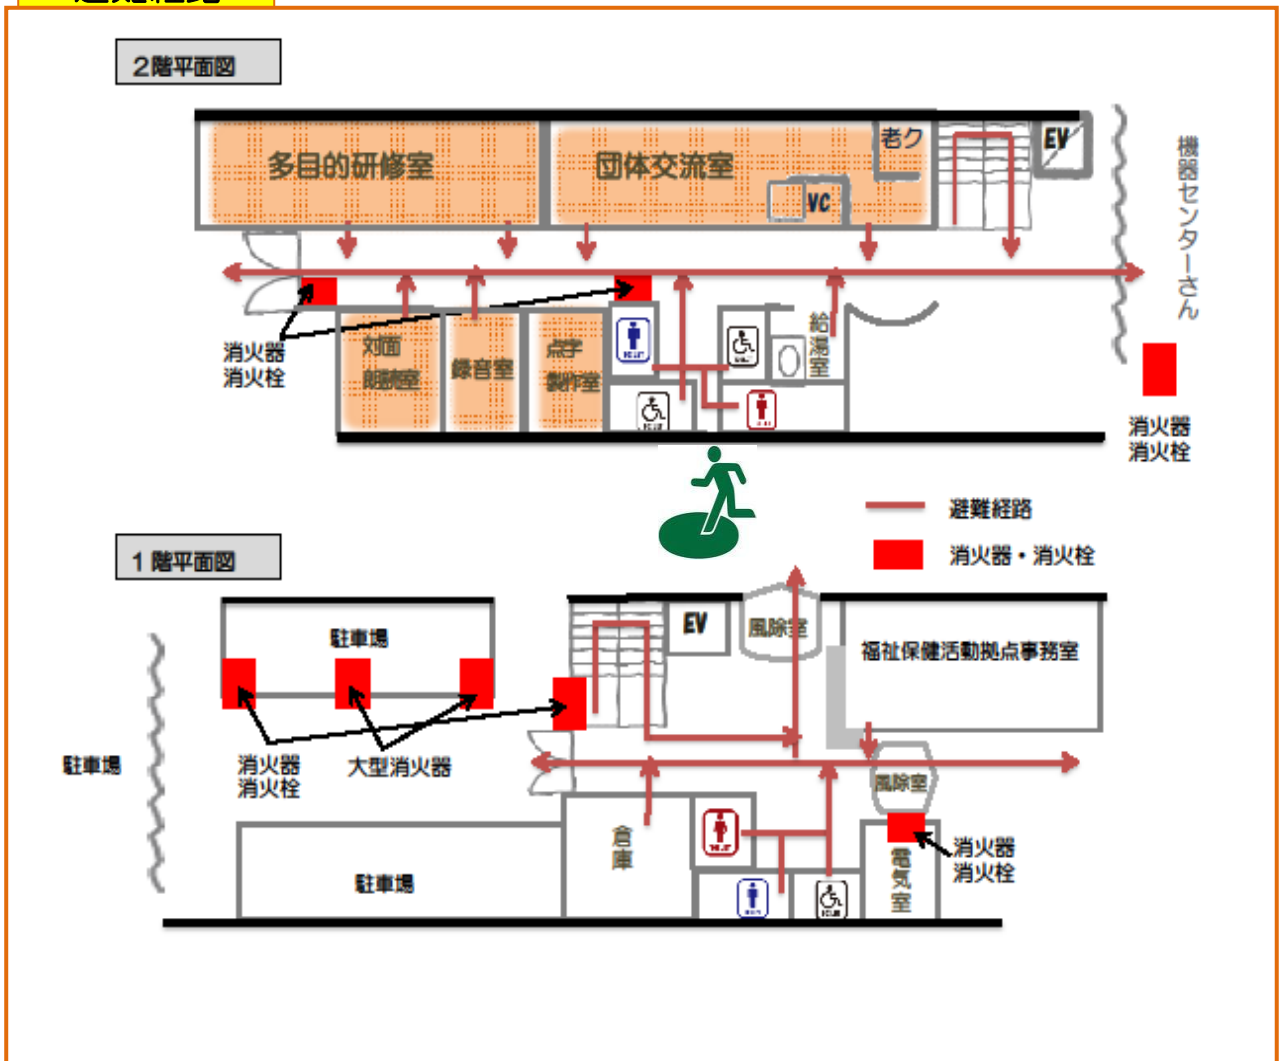 避難経路
２階平面図
多目的研修室
団体交流室
老ク
EV
VC
機器センターさん
消火器
消火栓
対面
朗読室
録音室
点字
製作室
給湯室
消火器
消火栓
避難経路
消火器・消火栓
１階平面図
駐車場
EV
風除室
福祉保健活動拠点事務室
駐車場
消火器
消火栓
大型消火器
風除室
倉庫
消火器
消火栓
電気室
駐車場